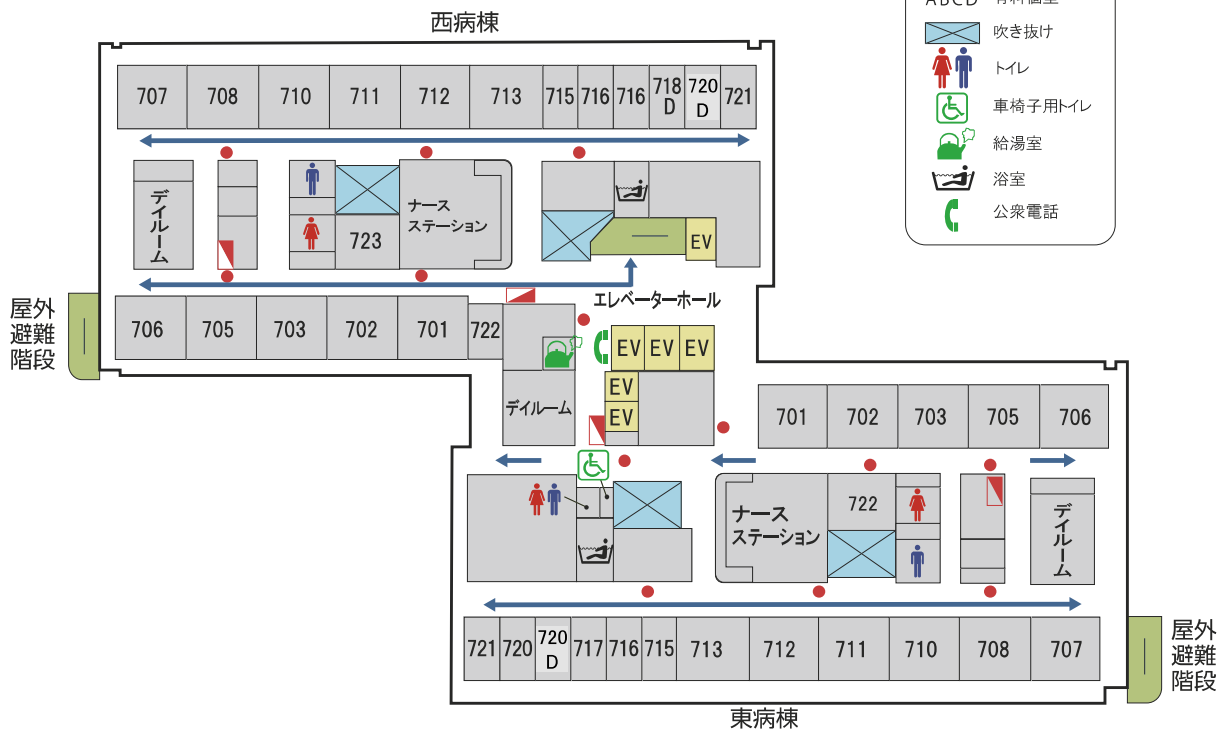 西病棟
有料個室
吹き抜け
トイレ
車椅子用トイレ
給湯室
浴室
公衆電話
707
708
710
711
712
713
715
716
716
718
D
720
D
721
デイルーム
723
ナース
ステーション
EV
屋外
避難
階段
706
705
703
702
701
722
エレベーターホール
EV
EV
EV
EV
EV
デイルーム
701
702
703
705
706
ナース
ステーション
722
デイルーム
721
720
720
D
717
716
715
713
712
711
710
708
707
屋外
避難
階段
東病棟